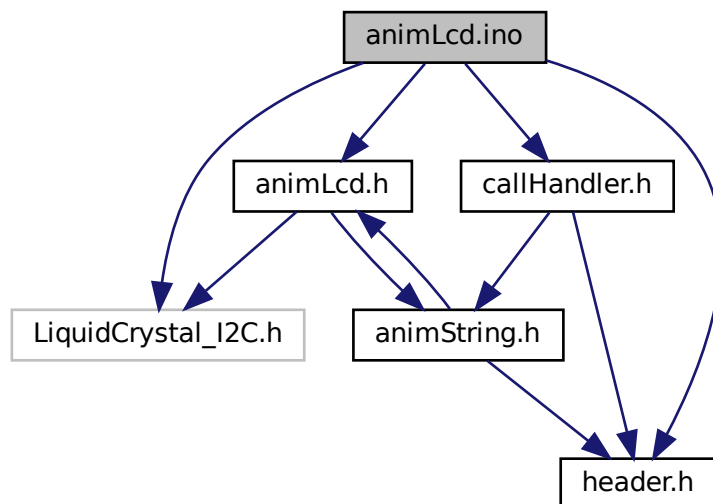 animLcd.ino
animLcd.h
callHandler.h
LiquidCrystal_I2C.h
animString.h
header.h